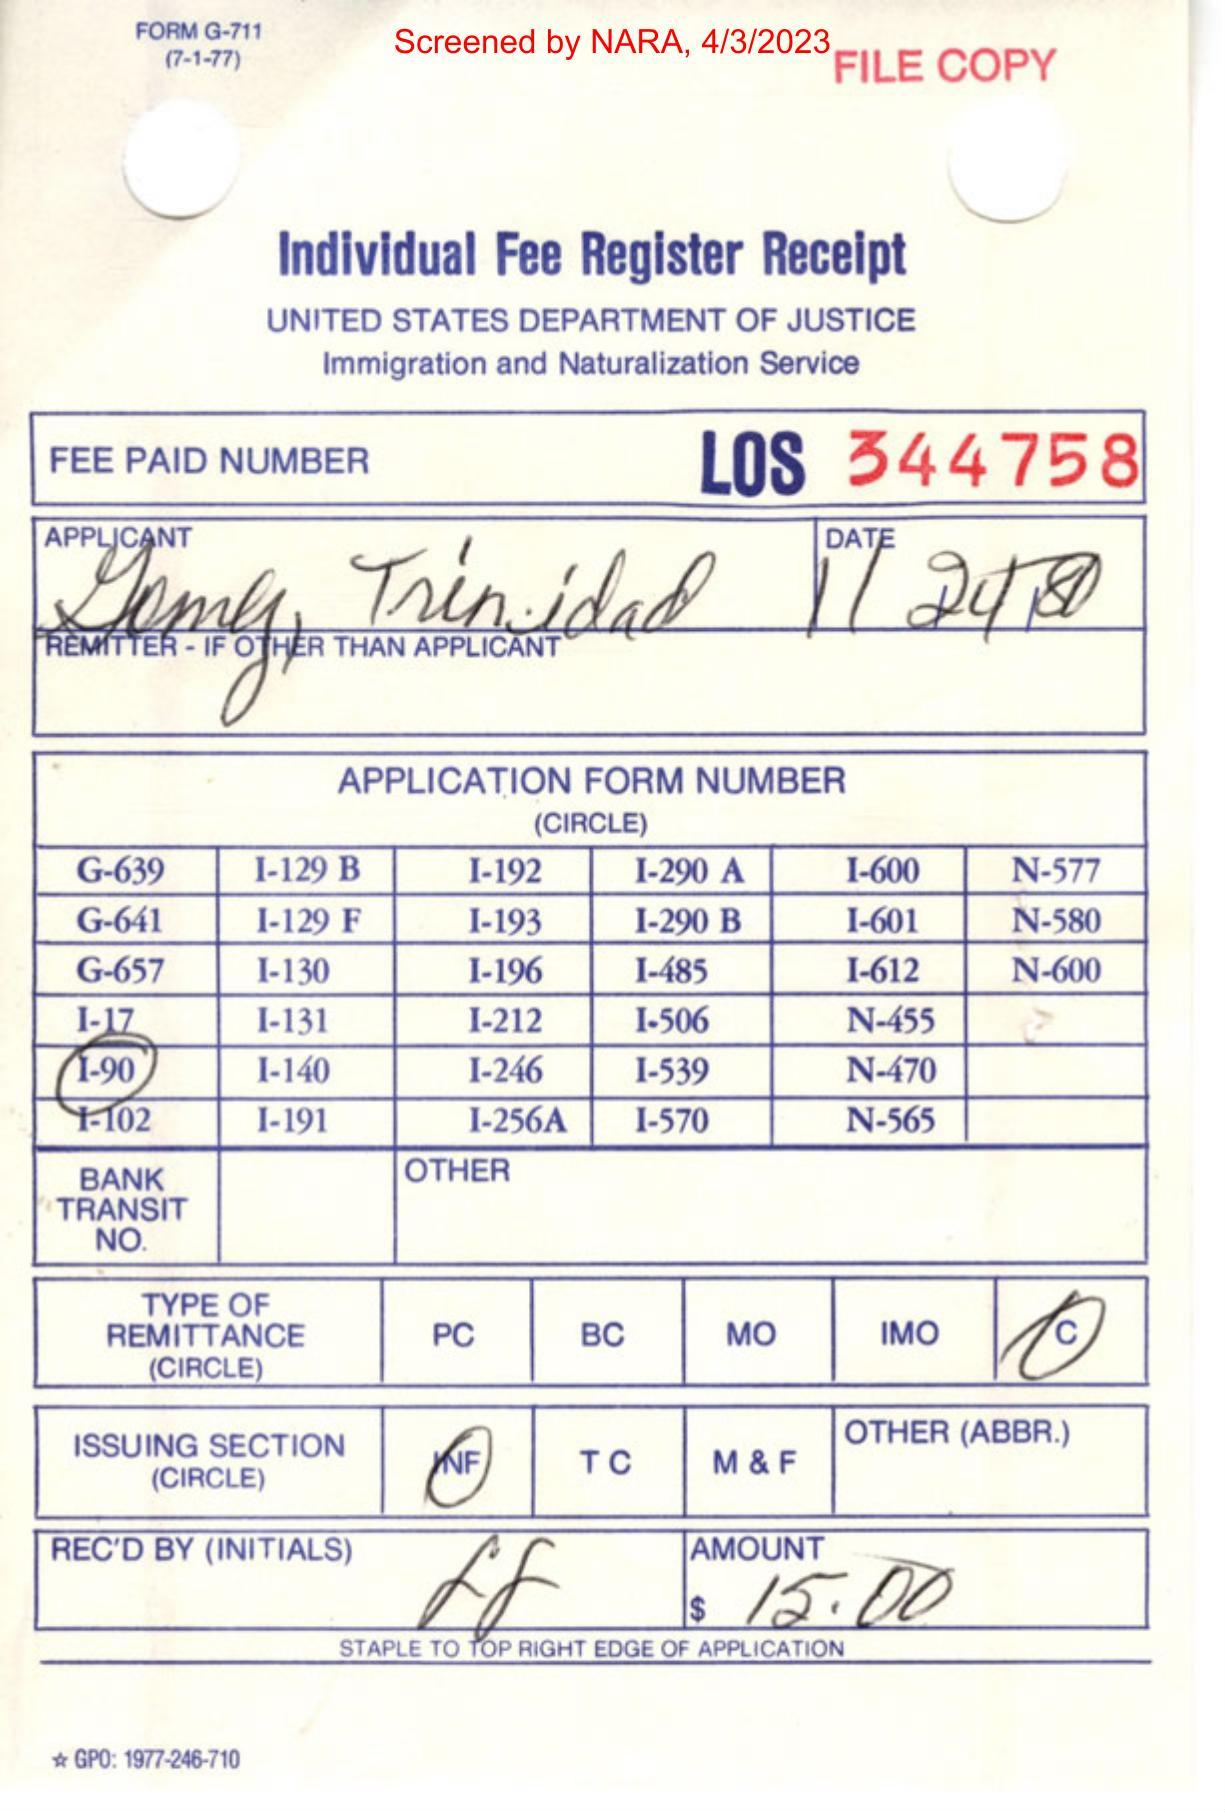 FORM G-711
(7-1-77)
Screened by NARA, 4/3/2023
FILE COPY
Individual Fee Register Receipt
UNITED STATES DEPARTMENT OF JUSTICE
Immigration and Naturalization Service
FEE PAID NUMBER LOS 344758
APPLICANT DATE
Gomez, Trinidad 11 24 80
REMITTER - IF OTHER THAN APPLICANT
APPLICATION FORM NUMBER
(CIRCLE)
G-639 I-129 B I-192 I-290 A I-600 N-577
G-641 I-129 F I-193 I-290 B I-601 N-580
G-657 I-130 I-196 I-485 I-612 N-600
I-17 I-131 I-212 I-506 N-455
I-90 I-140 I-246 I-539 N-470
I-102 I-191 I-256A I-570 N-565
BANK TRANSIT NO. OTHER
TYPE OF REMITTANCE (CIRCLE) PC BC MO IMO C
ISSUING SECTION (CIRCLE) INF T C M & F OTHER (ABBR.)
REC'D BY (INITIALS) AMOUNT
$ 15.00
STAPLE TO TOP RIGHT EDGE OF APPLICATION
☆ GPO: 1977-246-710